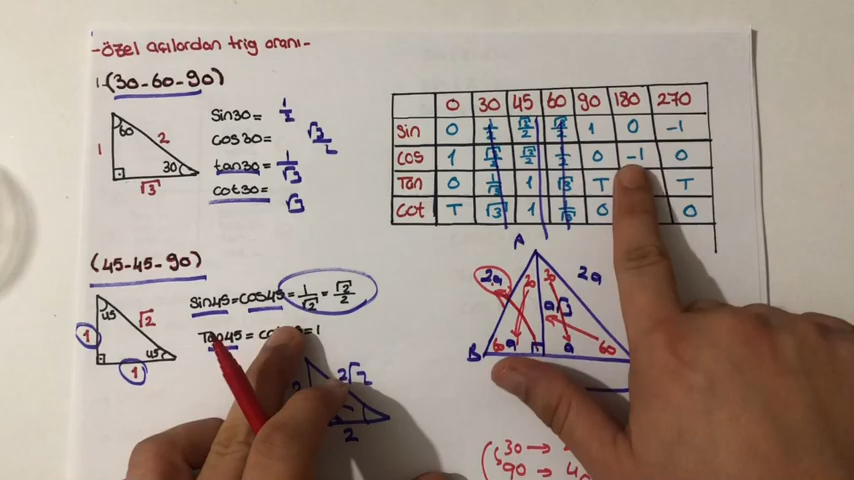 -özel açılardan trig oranı-
1-(30-60-90)
60
1
2
30
√3
sin30= 1/2
cos30= √3/2
tan30= 1/√3
cot30= √3
0 30 45 60 90 180 270
sin 0 1/2 √2/2 √3/2 1 0 -1
cos 1 √3/2 √2/2 1/2 0 -1 0
Tan 0 1/√3 1 √3 T T
cot T √3 1 1/√3 0 0
(45-45-90)
45
√2
1
45
1
sin45=cos45= 1/√2 = √2/2
Tan45 = =1
2√2
2
A
2a
30
2a
a√3
60
a
a
60
B
30 →
90 →